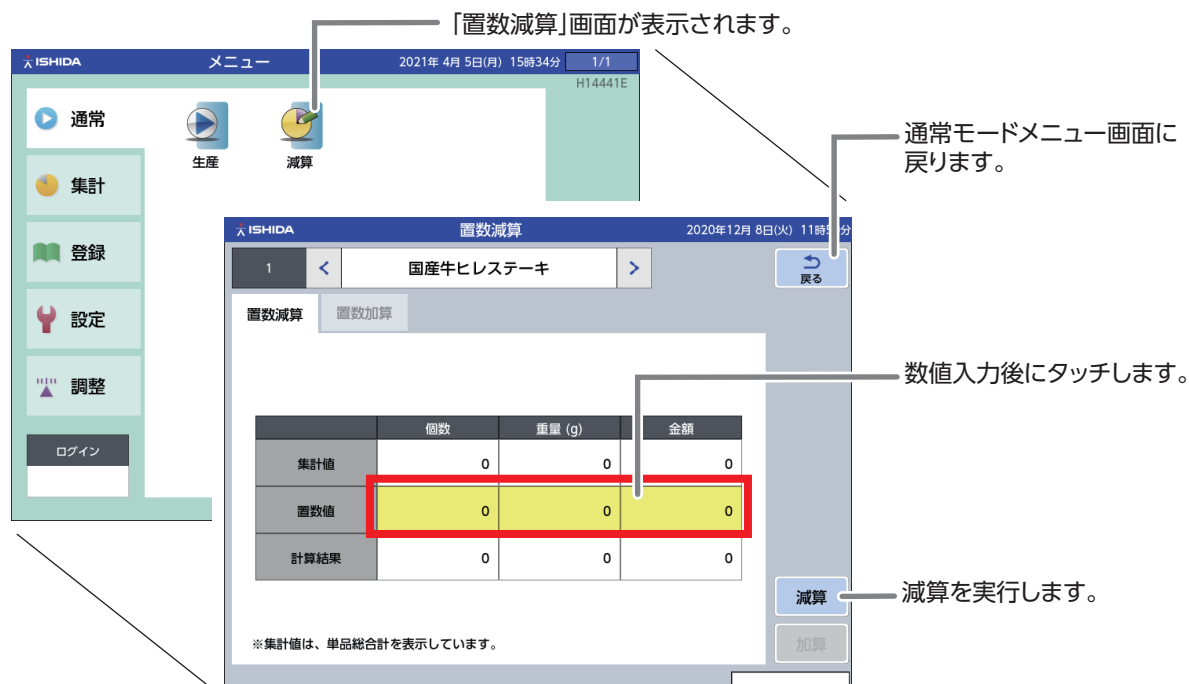 「置数減算」画面が表示されます。
ISHIDA メニュー 2021年 4月 5日(月) 15時34分 1/1
H14441E
通常
生産
減算
集計
登録
設定
調整
ログイン
通常モードメニュー画面に
戻ります。
ISHIDA 置数減算 2020年12月 8日(火) 11時5 分
1 < 国産牛ヒレステーキ >
戻る
置数減算 置数加算
数値入力後にタッチします。
個数 重量 (g) 金額
集計値 0 0 0
置数値 0 0 0
計算結果 0 0 0
減算
減算を実行します。
※集計値は、単品総合計を表示しています。
加算